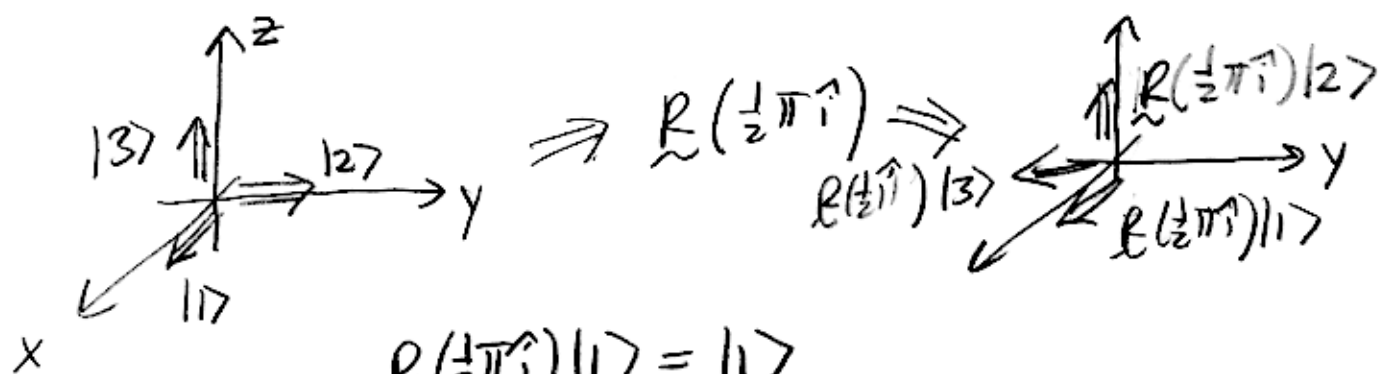 z
|3> |2> y
|1>
x
⇒ R(½πî) ⇒
R(½πî)|2>
R(½πî)|3> y
R(½πî)|1>
R(½πî)|1> = |1>